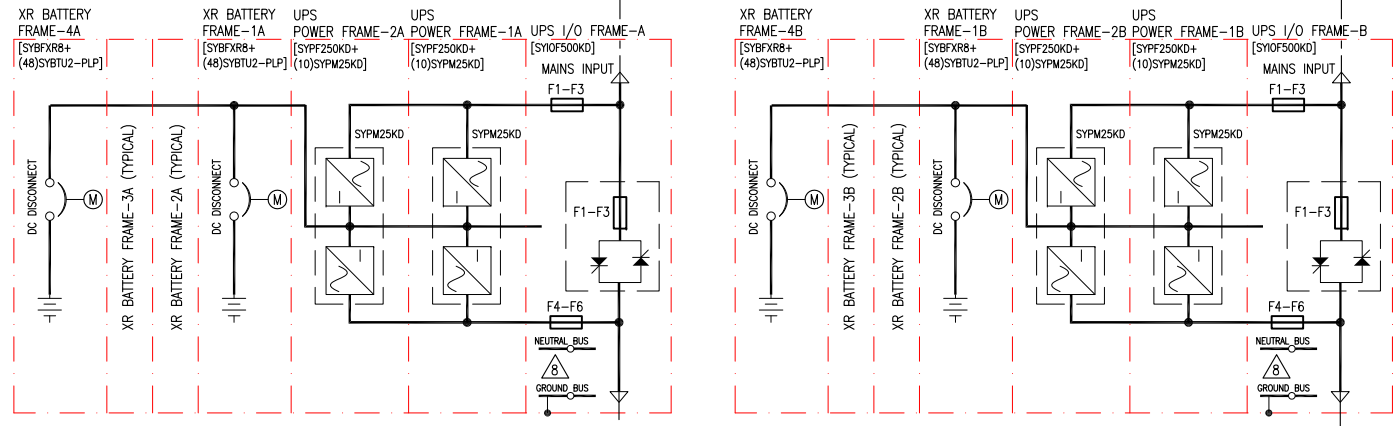 XR BATTERY
FRAME-4A
[SYBFXR8+
(48)SYBTU2-PLP]
XR BATTERY
FRAME-1A
[SYBFXR8+
(48)SYBTU2-PLP]
UPS
POWER FRAME-2A
[SYPF250KD+
(10)SYPM25KD]
UPS
POWER FRAME-1A
[SYPF250KD+
(10)SYPM25KD]
UPS I/O FRAME-A
[SYIOF500KD]
MAINS INPUT
F1-F3
SYPM25KD
SYPM25KD
DC DISCONNECT
M
XR BATTERY FRAME-3A (TYPICAL)
XR BATTERY FRAME-2A (TYPICAL)
DC DISCONNECT
M
F1-F3
F4-F6
NEUTRAL BUS
8
GROUND BUS
XR BATTERY
FRAME-4B
[SYBFXR8+
(48)SYBTU2-PLP]
XR BATTERY
FRAME-1B
[SYBFXR8+
(48)SYBTU2-PLP]
UPS
POWER FRAME-2B
[SYPF250KD+
(10)SYPM25KD]
UPS
POWER FRAME-1B
[SYPF250KD+
(10)SYPM25KD]
UPS I/O FRAME-B
[SYIOF500KD]
MAINS INPUT
F1-F3
SYPM25KD
SYPM25KD
DC DISCONNECT
M
XR BATTERY FRAME-3B (TYPICAL)
XR BATTERY FRAME-2B (TYPICAL)
DC DISCONNECT
M
F1-F3
F4-F6
NEUTRAL BUS
8
GROUND BUS